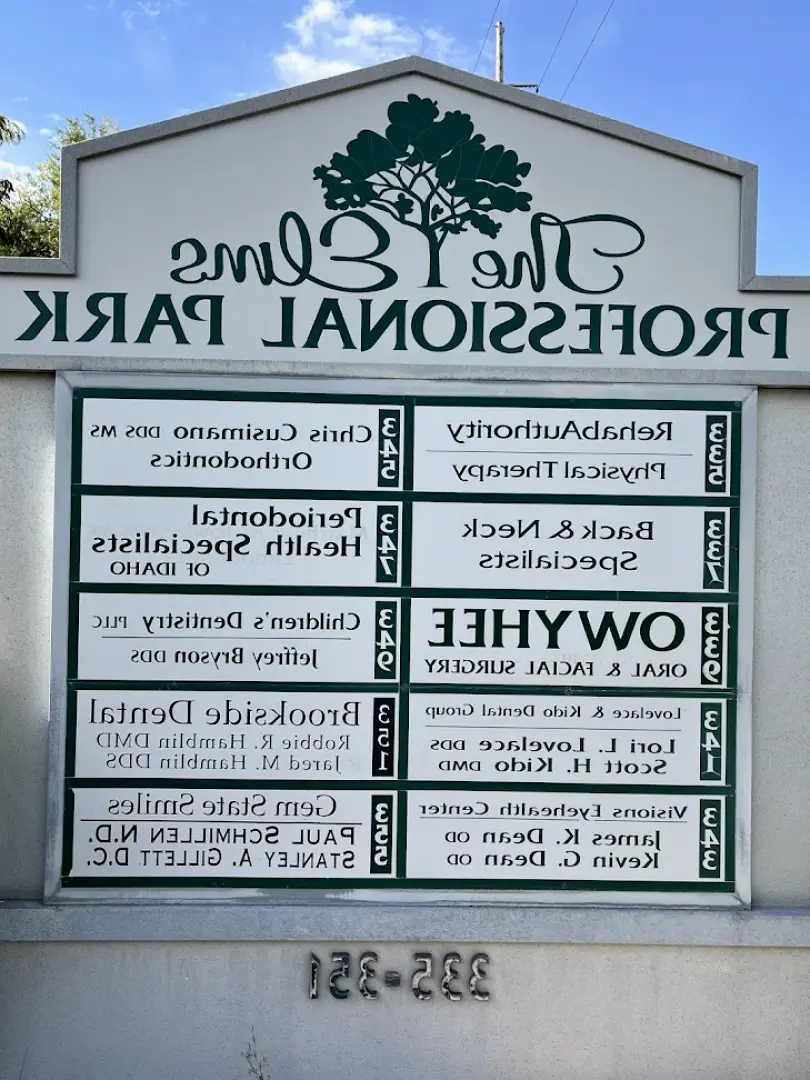 The Elms
PROFESSIONAL PARK
335
RehabAuthority
Physical Therapy
337
Back & Neck
Specialists
339
OWYHEE
ORAL & FACIAL SURGERY
341
Lovelace & Kido Dental Group
Lori L. Lovelace DDS
Scott H. Kido DMD
343
Visions Eyehealth Center
James K. Dean OD
Kevin G. Dean OD
345
Chris Cusimano DDS MS
Orthodontics
347
Periodontal
Health Specialists
OF IDAHO
349
Children's Dentistry PLLC
Jeffrey Bryson DDS
351
Brookside Dental
Robbie R. Hamblin DMD
Jared M. Hamblin DDS
355
Gem State Smiles
PAUL SCHMILLEN N.D.
STANLEY A. GILLETT D.C.
335-351